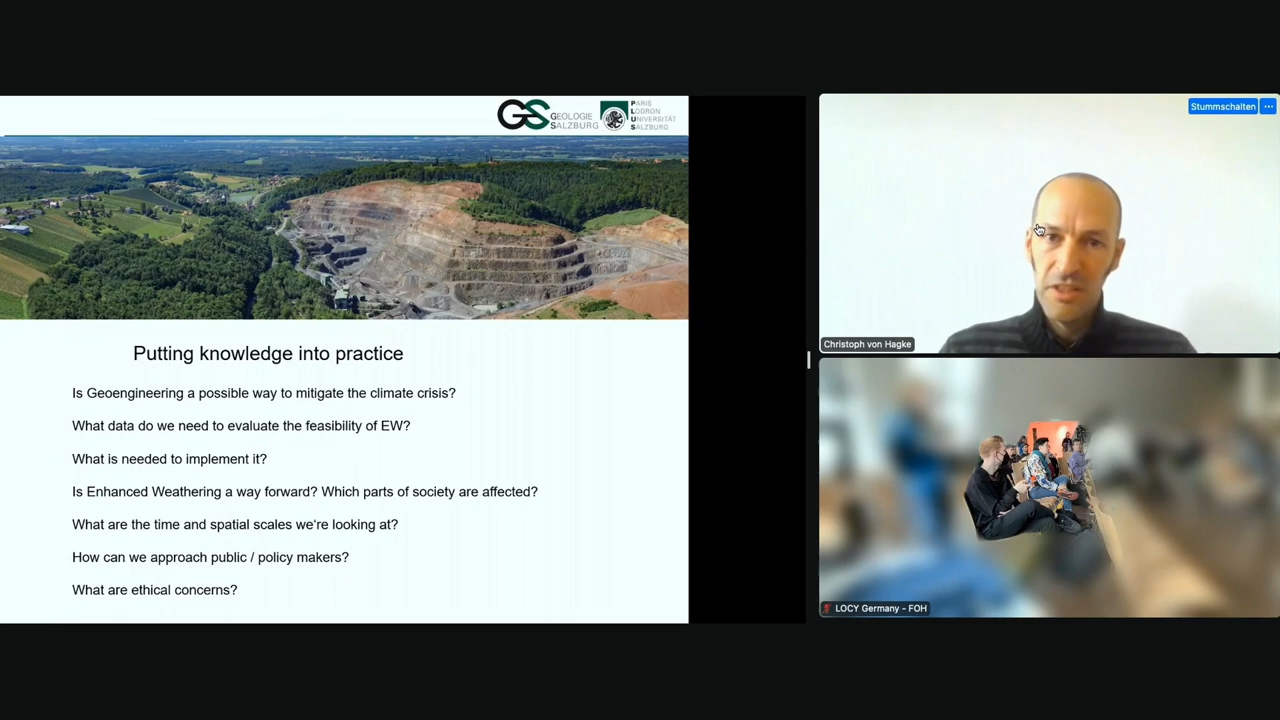 GS GEOLOGIE
SALZBURG
PARIS
LODRON
UNIVERSITÄT
SALZBURG
Putting knowledge into practice
Is Geoengineering a possible way to mitigate the climate crisis?
What data do we need to evaluate the feasibility of EW?
What is needed to implement it?
Is Enhanced Weathering a way forward? Which parts of society are affected?
What are the time and spatial scales we're looking at?
How can we approach public / policy makers?
What are ethical concerns?
Stummschalten ...
Christoph von Hagke
LOCY Germany - FOH